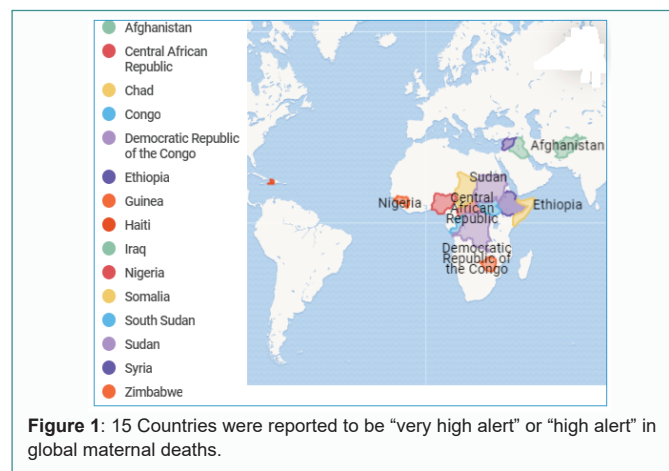 Afghanistan
Central African
Republic
Chad
Congo
Democratic Republic
of the Congo
Ethiopia
Guinea
Haiti
Iraq
Nigeria
Somalia
South Sudan
Sudan
Syria
Zimbabwe
Afghanistan
Sudan
Nigeria
Central
African
Republic
Ethiopia
Democratic
Republic of
the Congo
Figure 1: 15 Countries were reported to be “very high alert” or “high alert” in
global maternal deaths.